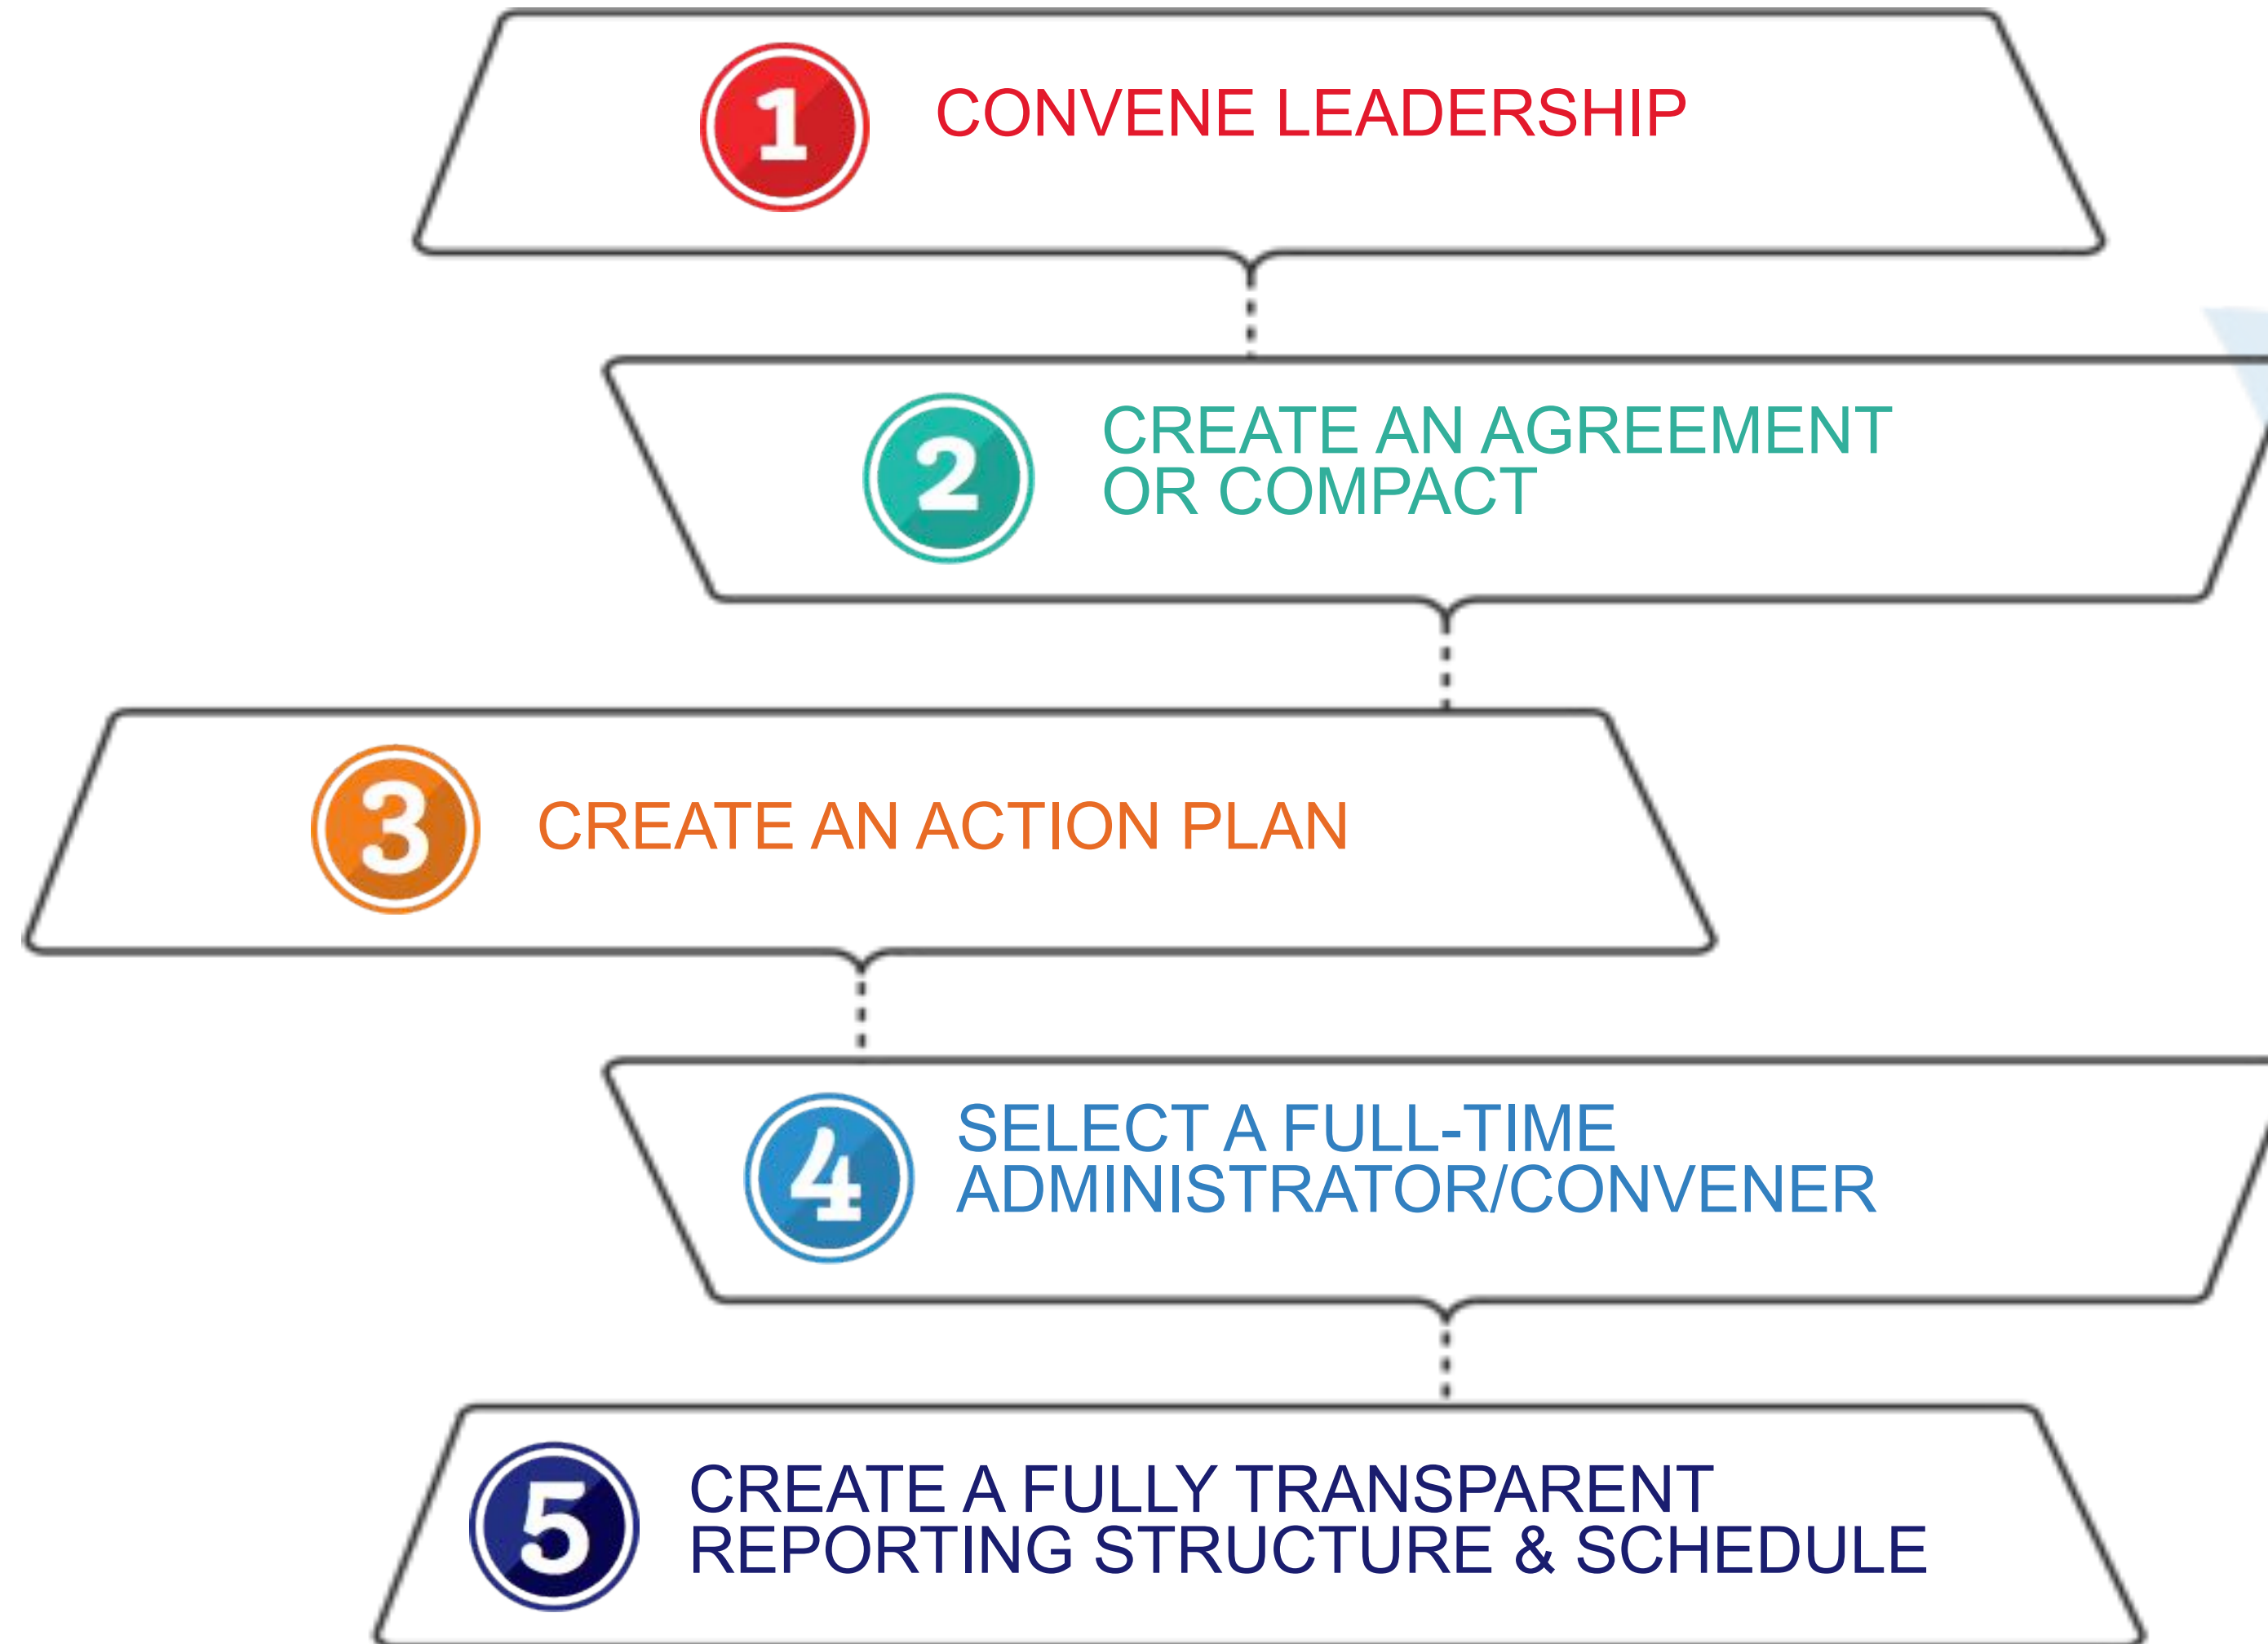 1 CONVENE LEADERSHIP
2 CREATE AN AGREEMENT
OR COMPACT
3 CREATE AN ACTION PLAN
4 SELECT A FULL-TIME
ADMINISTRATOR/CONVENER
5 CREATE A FULLY TRANSPARENT
REPORTING STRUCTURE & SCHEDULE